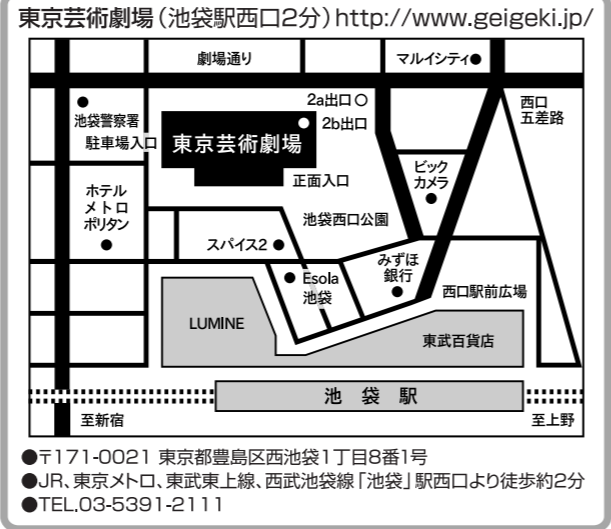 東京芸術劇場（池袋駅西口2分）http://www.geigeki.jp/
劇場通り
マルイシティ
2a出口
2b出口
西口
五差路
池袋警察署
駐車場入口
東京芸術劇場
正面入口
ビック
カメラ
ホテル
メトロ
ポリタン
池袋西口公園
スパイス2
Esola
池袋
みずほ
銀行
西口駅前広場
LUMINE
東武百貨店
池袋駅
至新宿
至上野
●〒171-0021 東京都豊島区西池袋1丁目8番1号
●JR、東京メトロ、東武東上線、西武池袋線「池袋」駅西口より徒歩約2分
●TEL.03-5391-2111